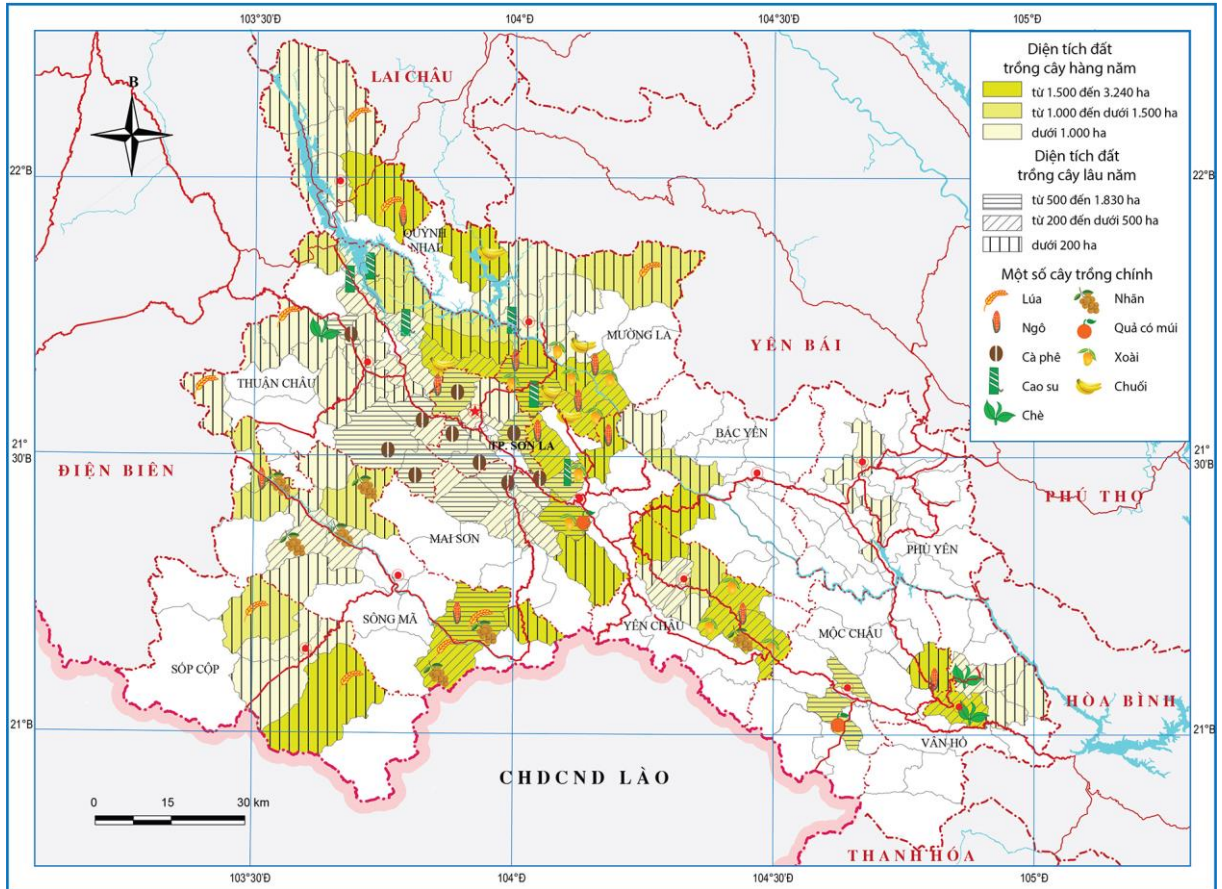 103°30'Đ
104°Đ
104°30'Đ
105°Đ
Diện tích đất
trồng cây hàng năm
từ 1.500 đến 3.240 ha
từ 1.000 đến dưới 1.500 ha
dưới 1.000 ha
Diện tích đất
trồng cây lâu năm
từ 500 đến 1.830 ha
từ 200 đến dưới 500 ha
dưới 200 ha
Một số cây trồng chính
Lúa
Nhãn
Ngô
Quả có múi
Cà phê
Xoài
Cao su
Chuối
Chè
B
LAI CHÂU
22°B
22°B
QUỲNH
NHAI
MƯỜNG LA
YÊN BÁI
THUẬN CHÂU
BẮC YÊN
TP. SƠN LA
21°
30'B
21°
30'B
ĐIỆN BIÊN
PHÚ THỌ
MAI SƠN
PHÙ YÊN
SÔNG MÃ
YÊN CHÂU
MỘC CHÂU
SỐP CỘP
HÒA BÌNH
21°B
21°B
VÂN HỒ
CHDCND LÀO
0 15 30 km
THANH HÓA
103°30'Đ
104°Đ
104°30'Đ
105°Đ